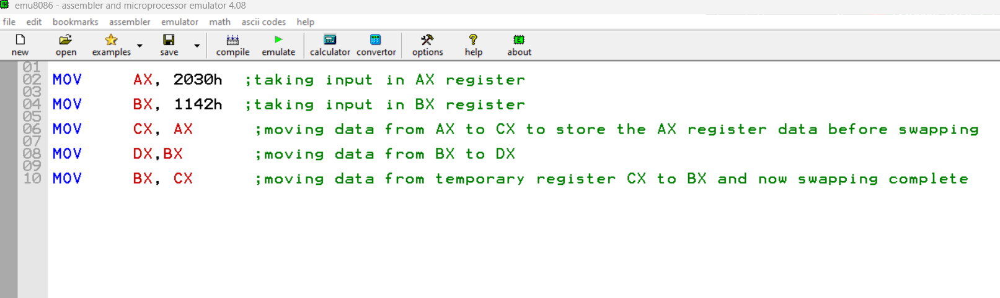 emu8086 - assembler and microprocessor emulator 4.08
file edit bookmarks assembler emulator math ascii codes help
new open examples save compile emulate calculator convertor options help about
01
02 MOV AX, 2030h ;taking input in AX register
03
04 MOV BX, 1142h ;taking input in BX register
05
06 MOV CX, AX ;moving data from AX to CX to store the AX register data before swapping
07
08 MOV DX,BX ;moving data from BX to DX
09
10 MOV BX, CX ;moving data from temporary register CX to BX and now swapping complete